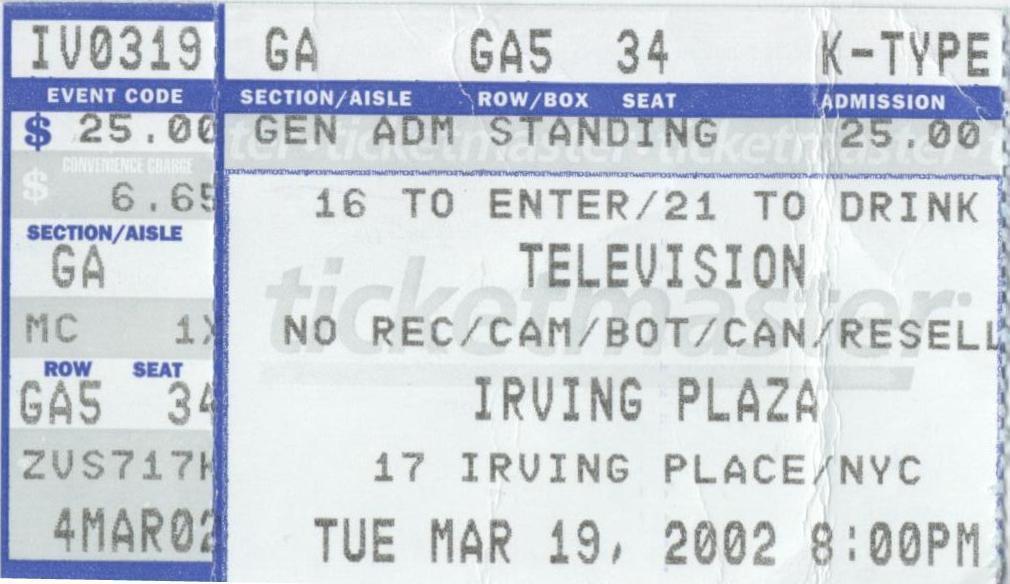 IV0319 GA GA5 34 K-TYPE
EVENT CODE SECTION/AISLE ROW/BOX SEAT ADMISSION
$ 25.00 GEN ADM STANDING 25.00
CONVENIENCE CHARGE
$ 6.65 16 TO ENTER/21 TO DRINK
SECTION/AISLE
GA TELEVISION
ticketmaster
MC 1X NO REC/CAM/BOT/CAN/RESELL
ROW SEAT
GA5 34 IRVING PLAZA
ZVS717 17 IRVING PLACE/NYC
4MAR02 TUE MAR 19, 2002 8:00PM